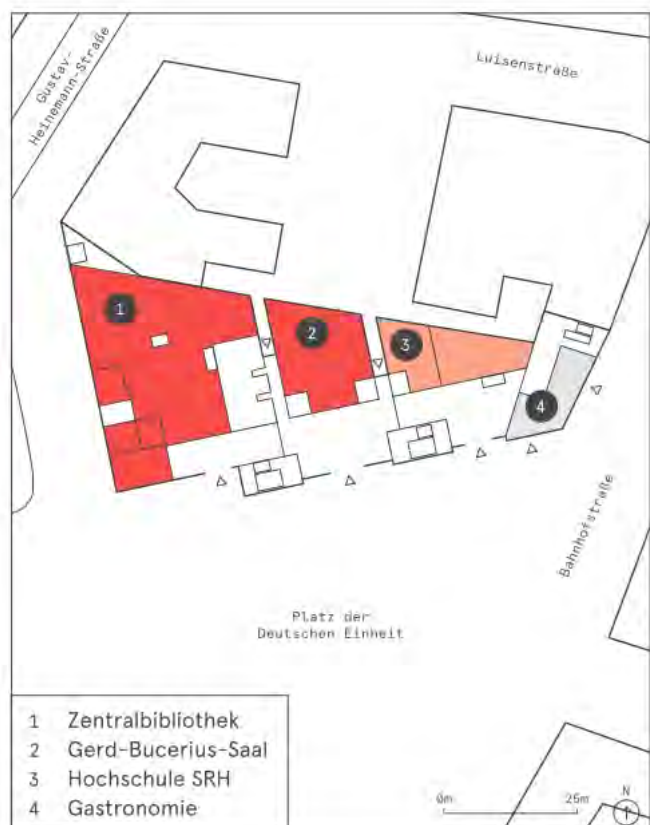 Gustav-
Heinemann-Straße
Luisenstraße
1
2
3
4
Bahnhofstraße
Platz der
Deutschen Einheit
1 Zentralbibliothek
2 Gerd-Bucerius-Saal
3 Hochschule SRH
4 Gastronomie
0m 25m
N